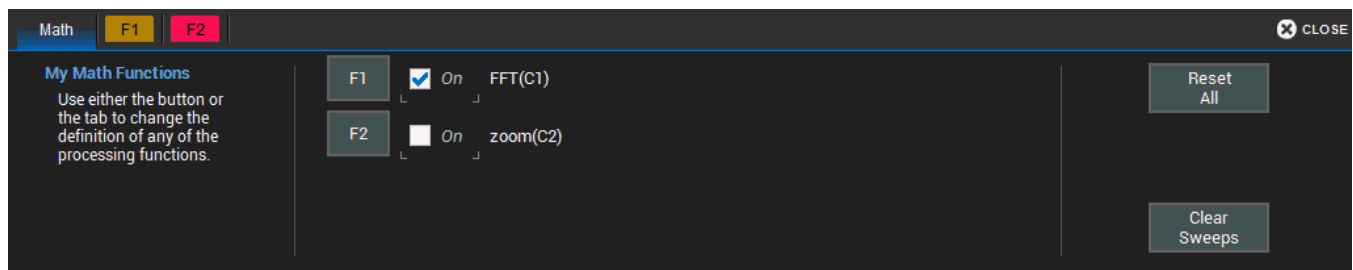 Math F1 F2 CLOSE
My Math Functions
Use either the button or
the tab to change the
definition of any of the
processing functions.
F1 On FFT(C1)
F2 On zoom(C2)
Reset
All
Clear
Sweeps